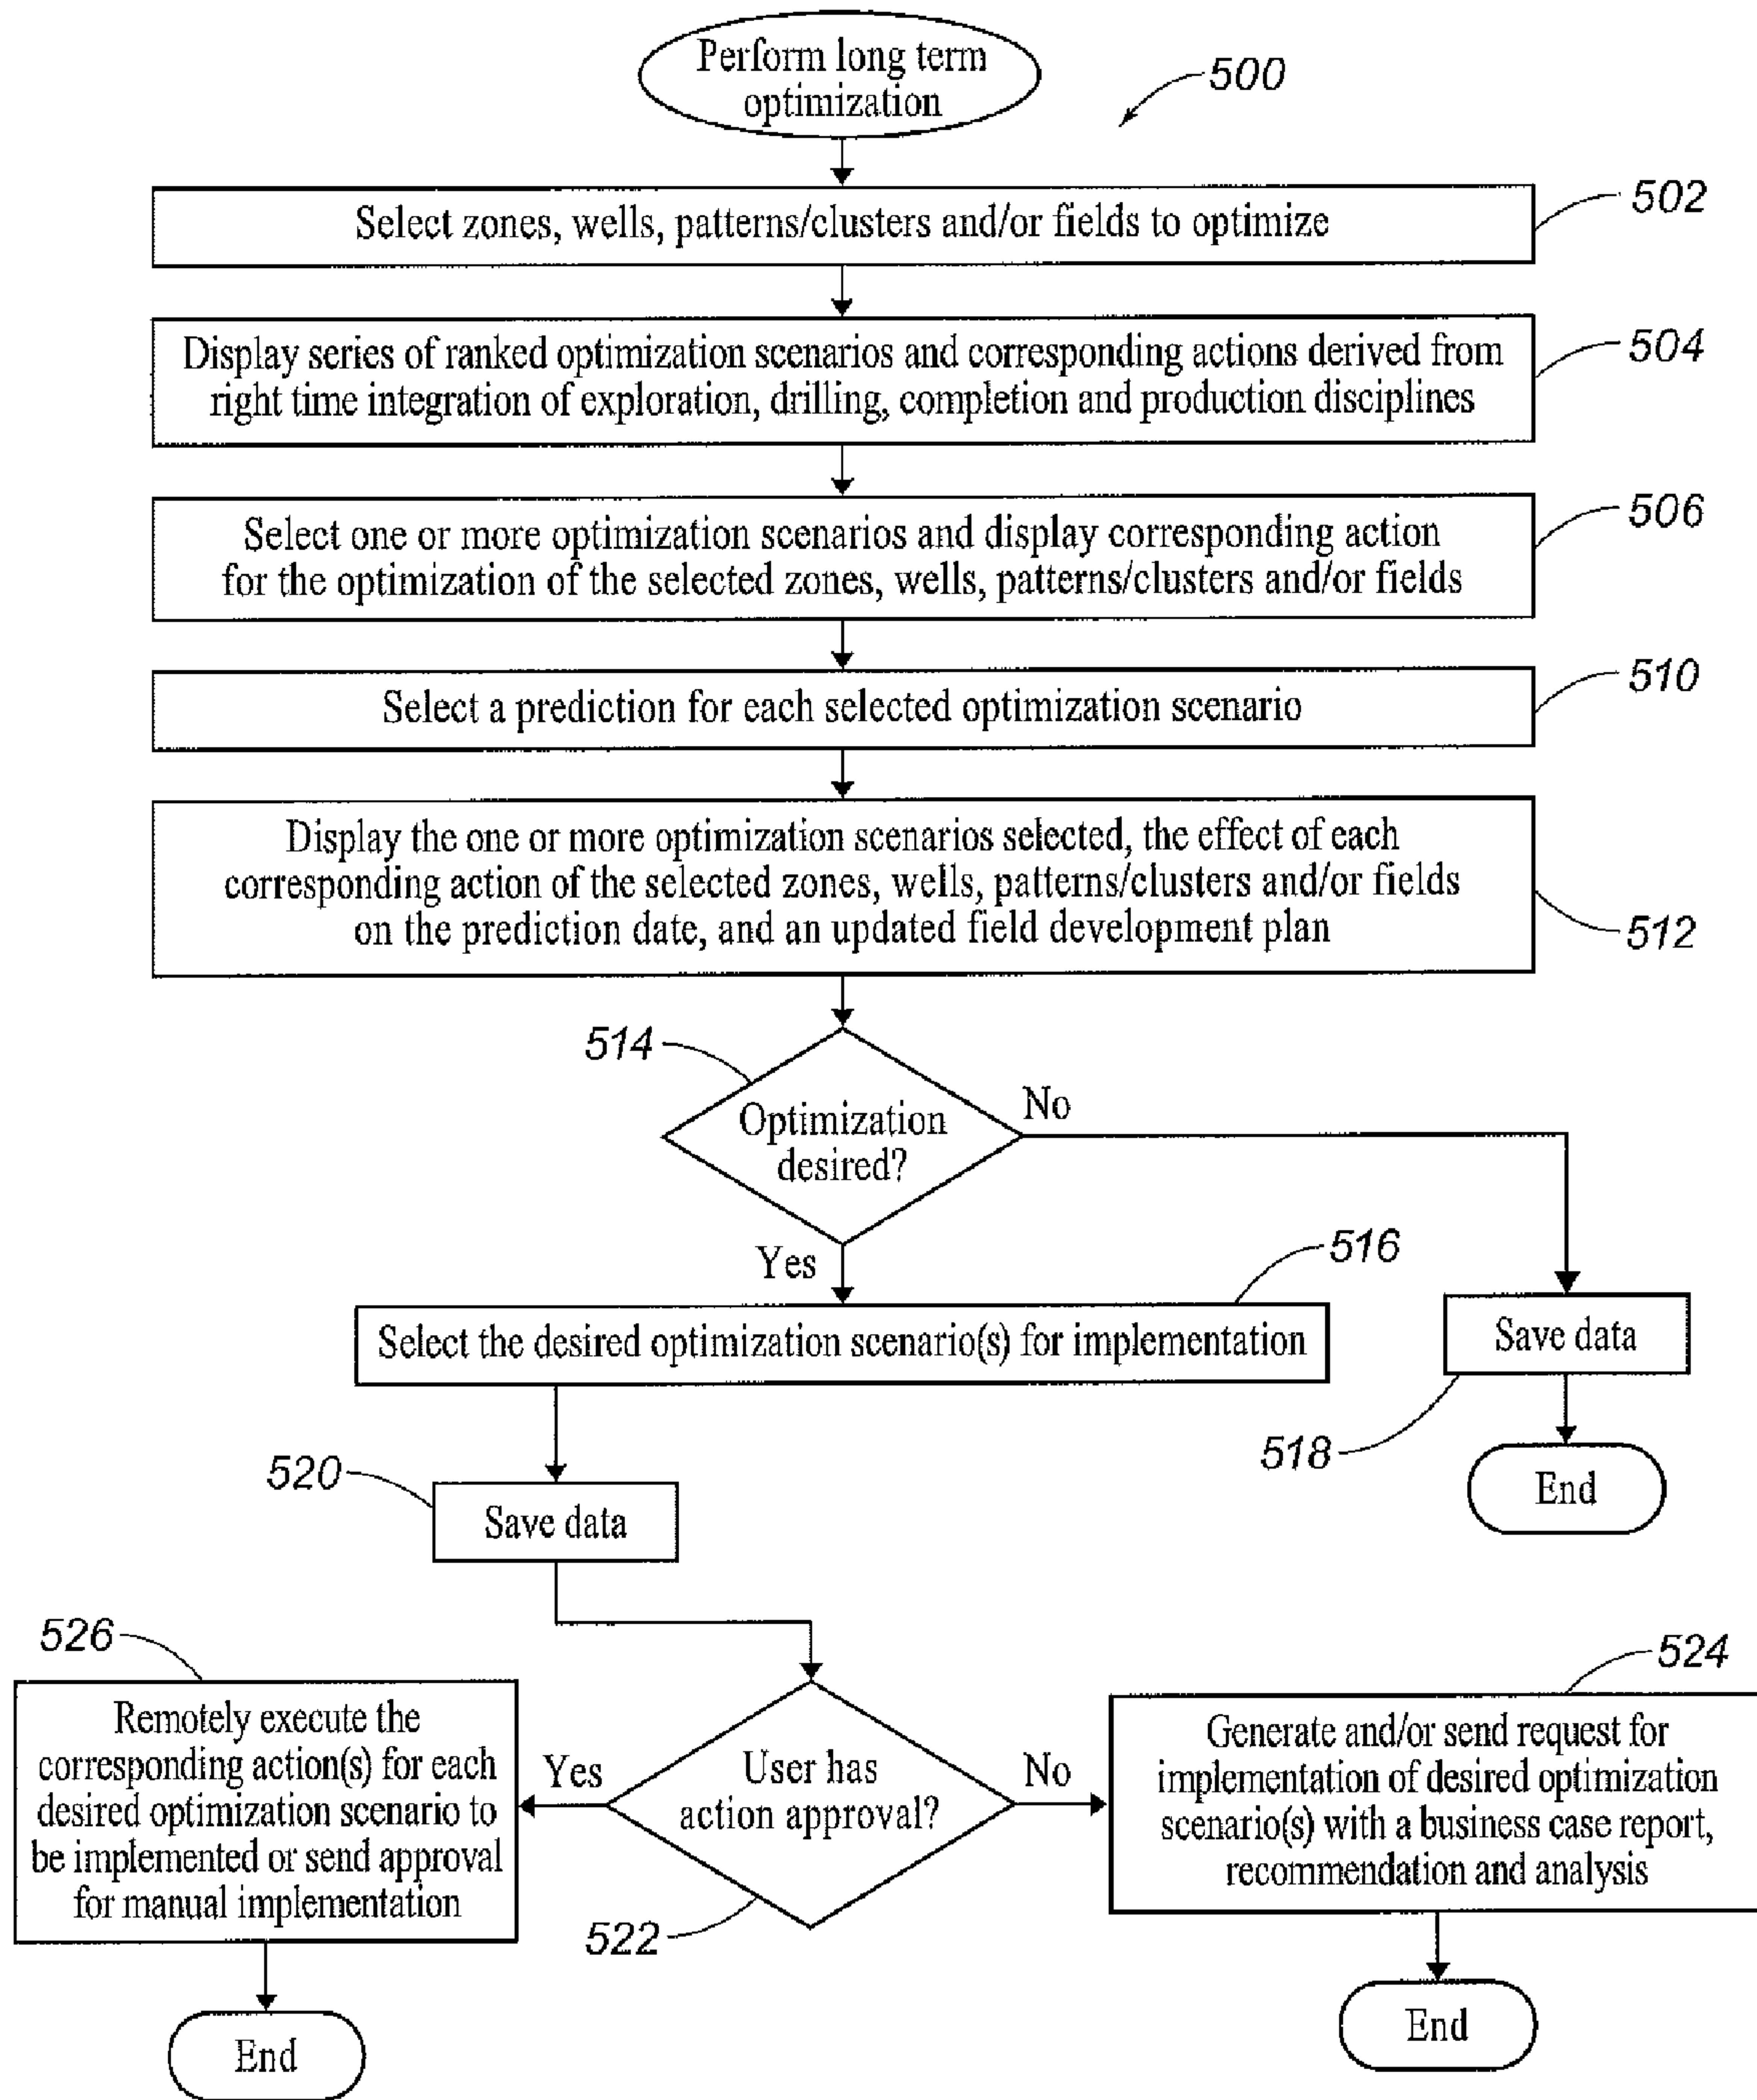 Perform long term
optimization
500
Select zones, wells, patterns/clusters and/or fields to optimize
502
Display series of ranked optimization scenarios and corresponding actions derived from
right time integration of exploration, drilling, completion and production disciplines
504
Select one or more optimization scenarios and display corresponding action
for the optimization of the selected zones, wells, patterns/clusters and/or fields
506
Select a prediction for each selected optimization scenario
510
Display the one or more optimization scenarios selected, the effect of each
corresponding action of the selected zones, wells, patterns/clusters and/or fields
on the prediction date, and an updated field development plan
512
514
Optimization
desired?
No
Yes
516
Select the desired optimization scenario(s) for implementation
Save data
518
End
520
Save data
526
Remotely execute the
corresponding action(s) for each
desired optimization scenario to
be implemented or send approval
for manual implementation
Yes
User has
action approval?
No
522
524
Generate and/or send request for
implementation of desired optimization
scenario(s) with a business case report,
recommendation and analysis
End
End